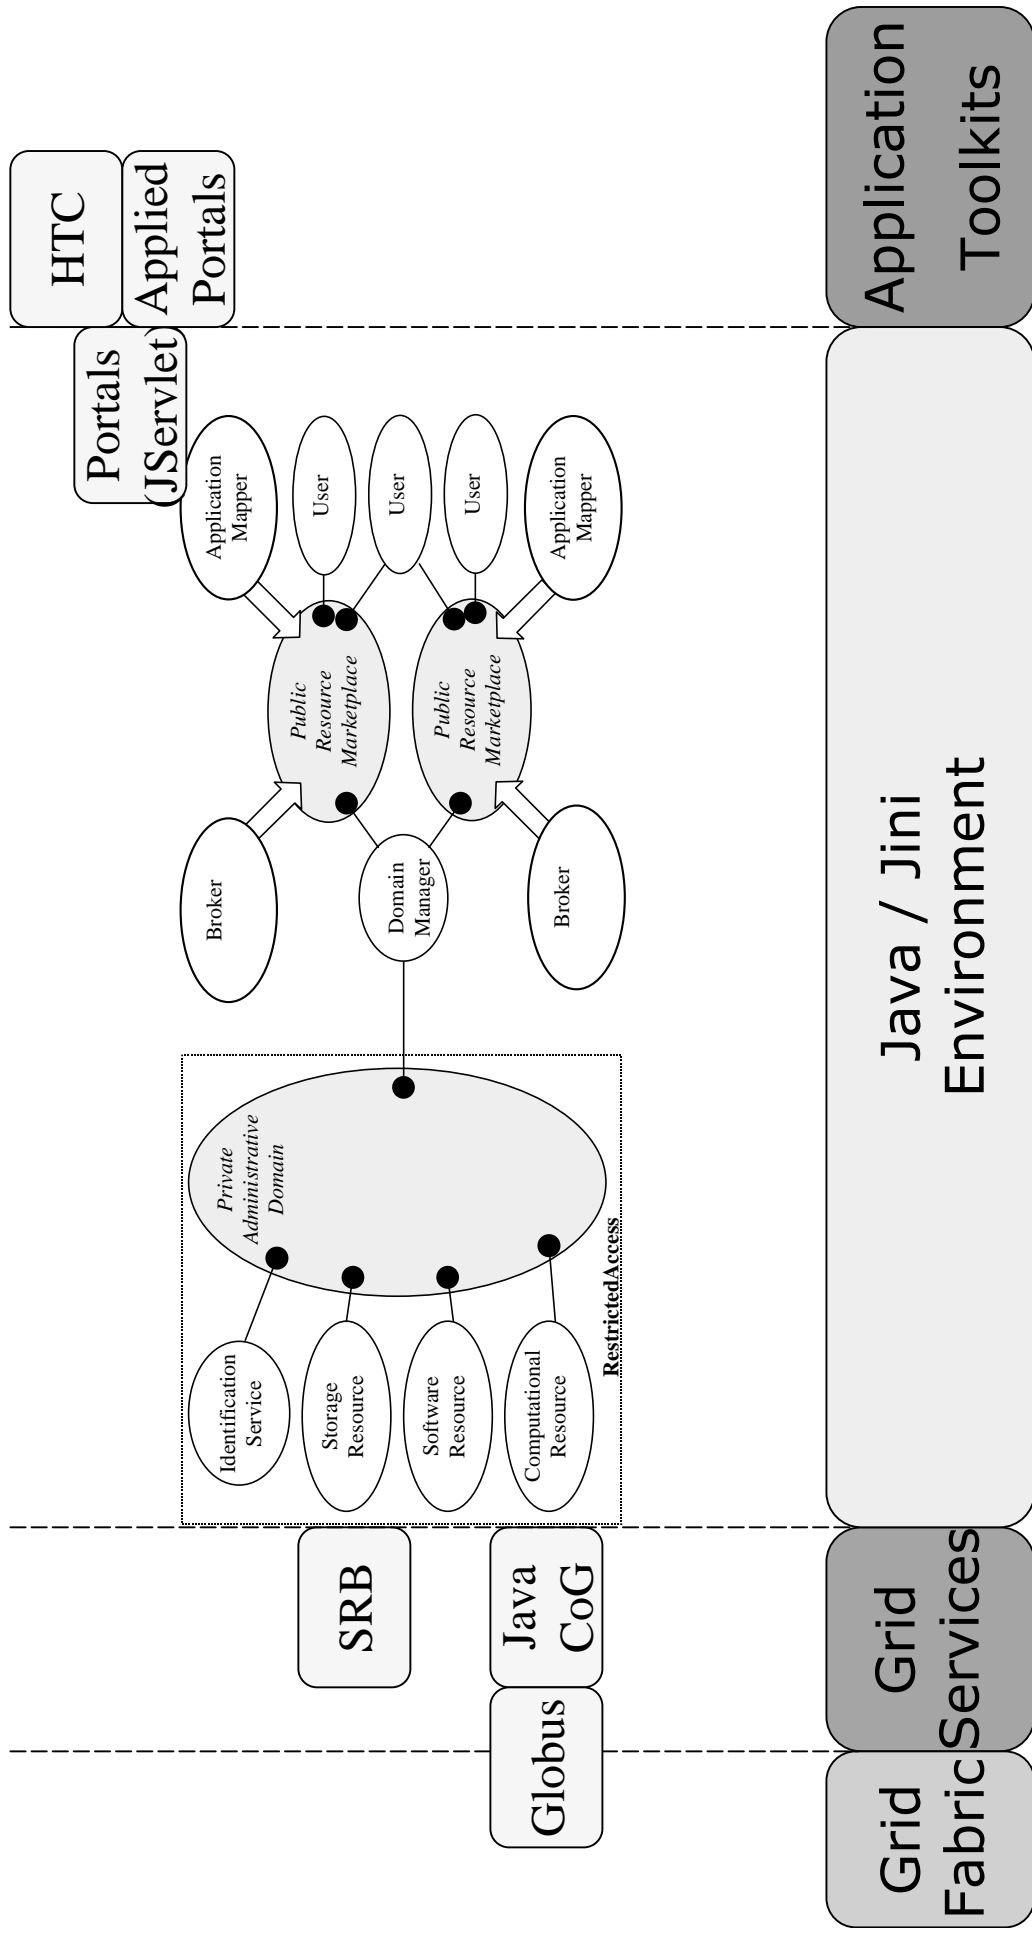 HTC
Applied
Portals
Portals
(JServlet)
Application
Toolkits
Application
Mapper
User
User
User
Application
Mapper
Public
Resource
Marketplace
Public
Resource
Marketplace
Broker
Domain
Manager
Broker
Java / Jini
Environment
Private
Administrative
Domain
RestrictedAccess
Identification
Service
Storage
Resource
Software
Resource
Computational
Resource
SRB
Java
CoG
Grid
Services
Globus
Grid
Fabric